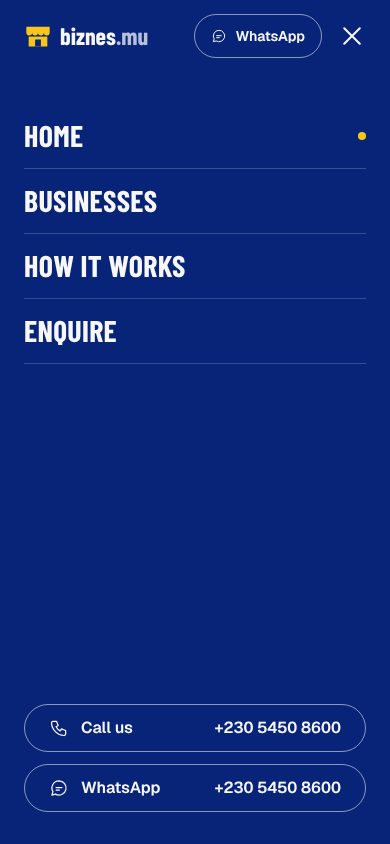 biznes.mu
WhatsApp
HOME
BUSINESSES
HOW IT WORKS
ENQUIRE
Call us +230 5450 8600
WhatsApp +230 5450 8600